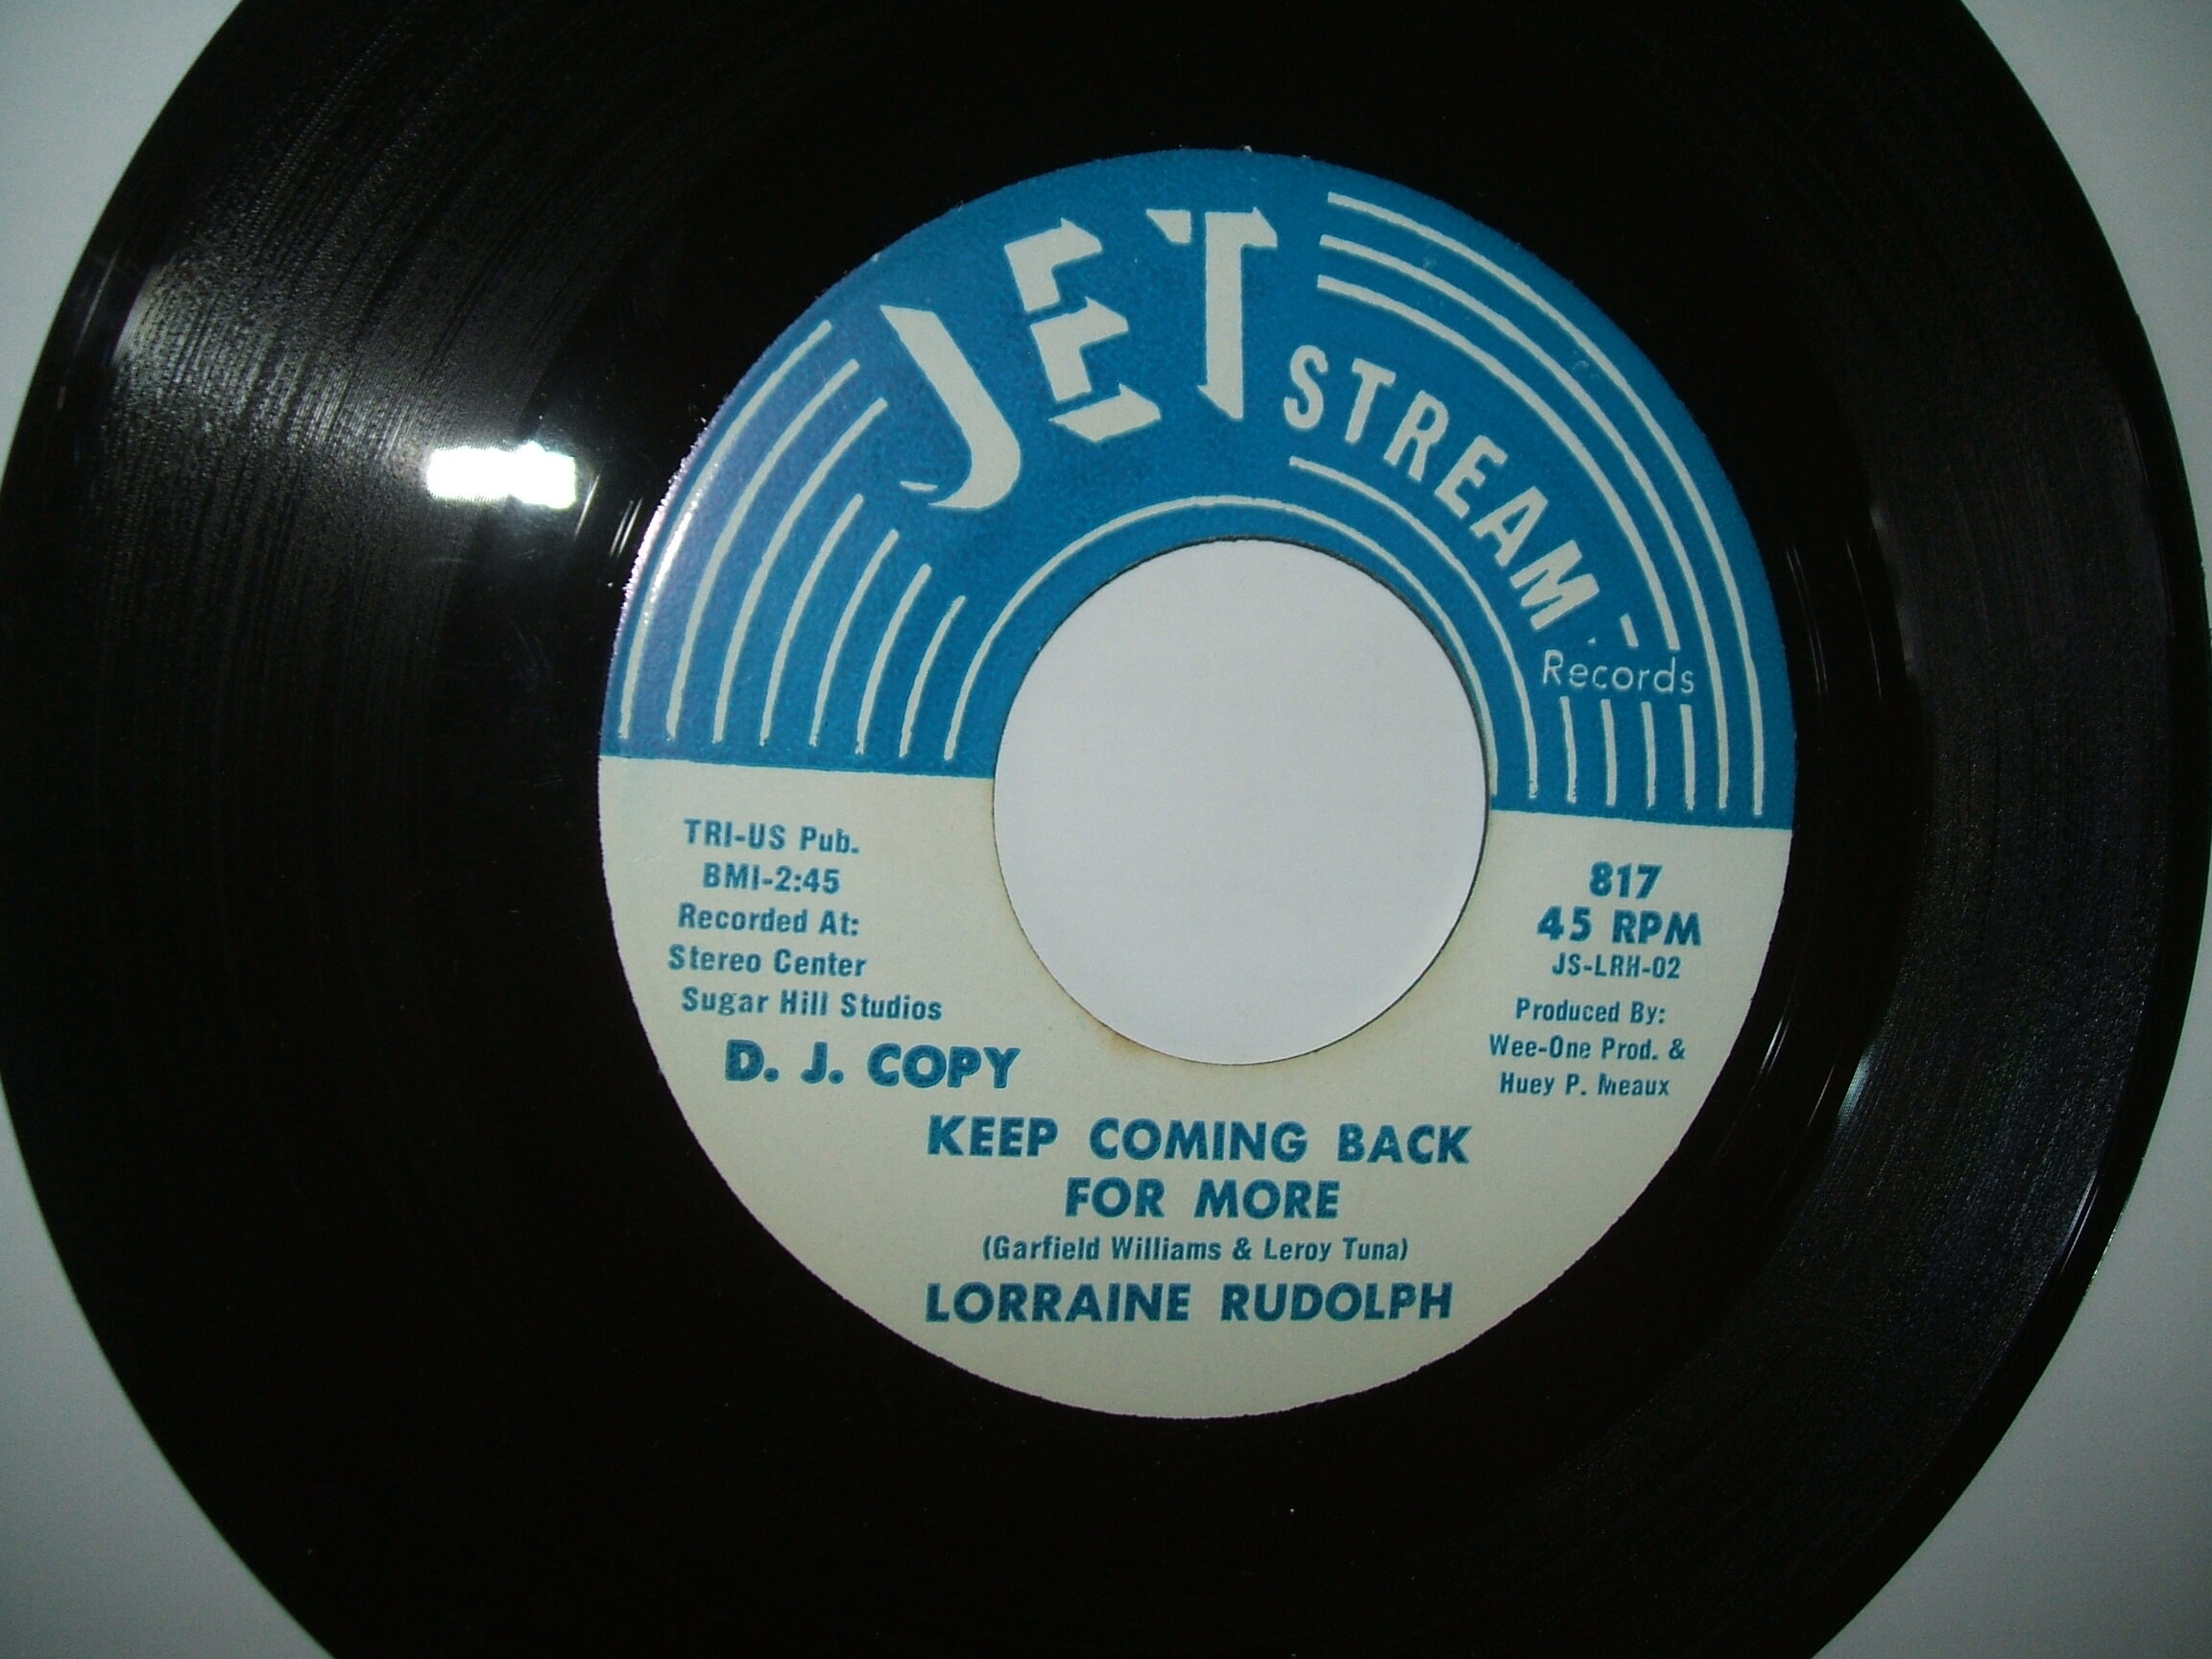 JET STREAM
Records
TRI-US Pub.
BMI-2:45
Recorded At:
Stereo Center
Sugar Hill Studios
D. J. COPY
817
45 RPM
JS-LRH-02
Produced By:
Wee-One Prod. &
Huey P. Meaux
KEEP COMING BACK
FOR MORE
(Garfield Williams & Leroy Tuna)
LORRAINE RUDOLPH